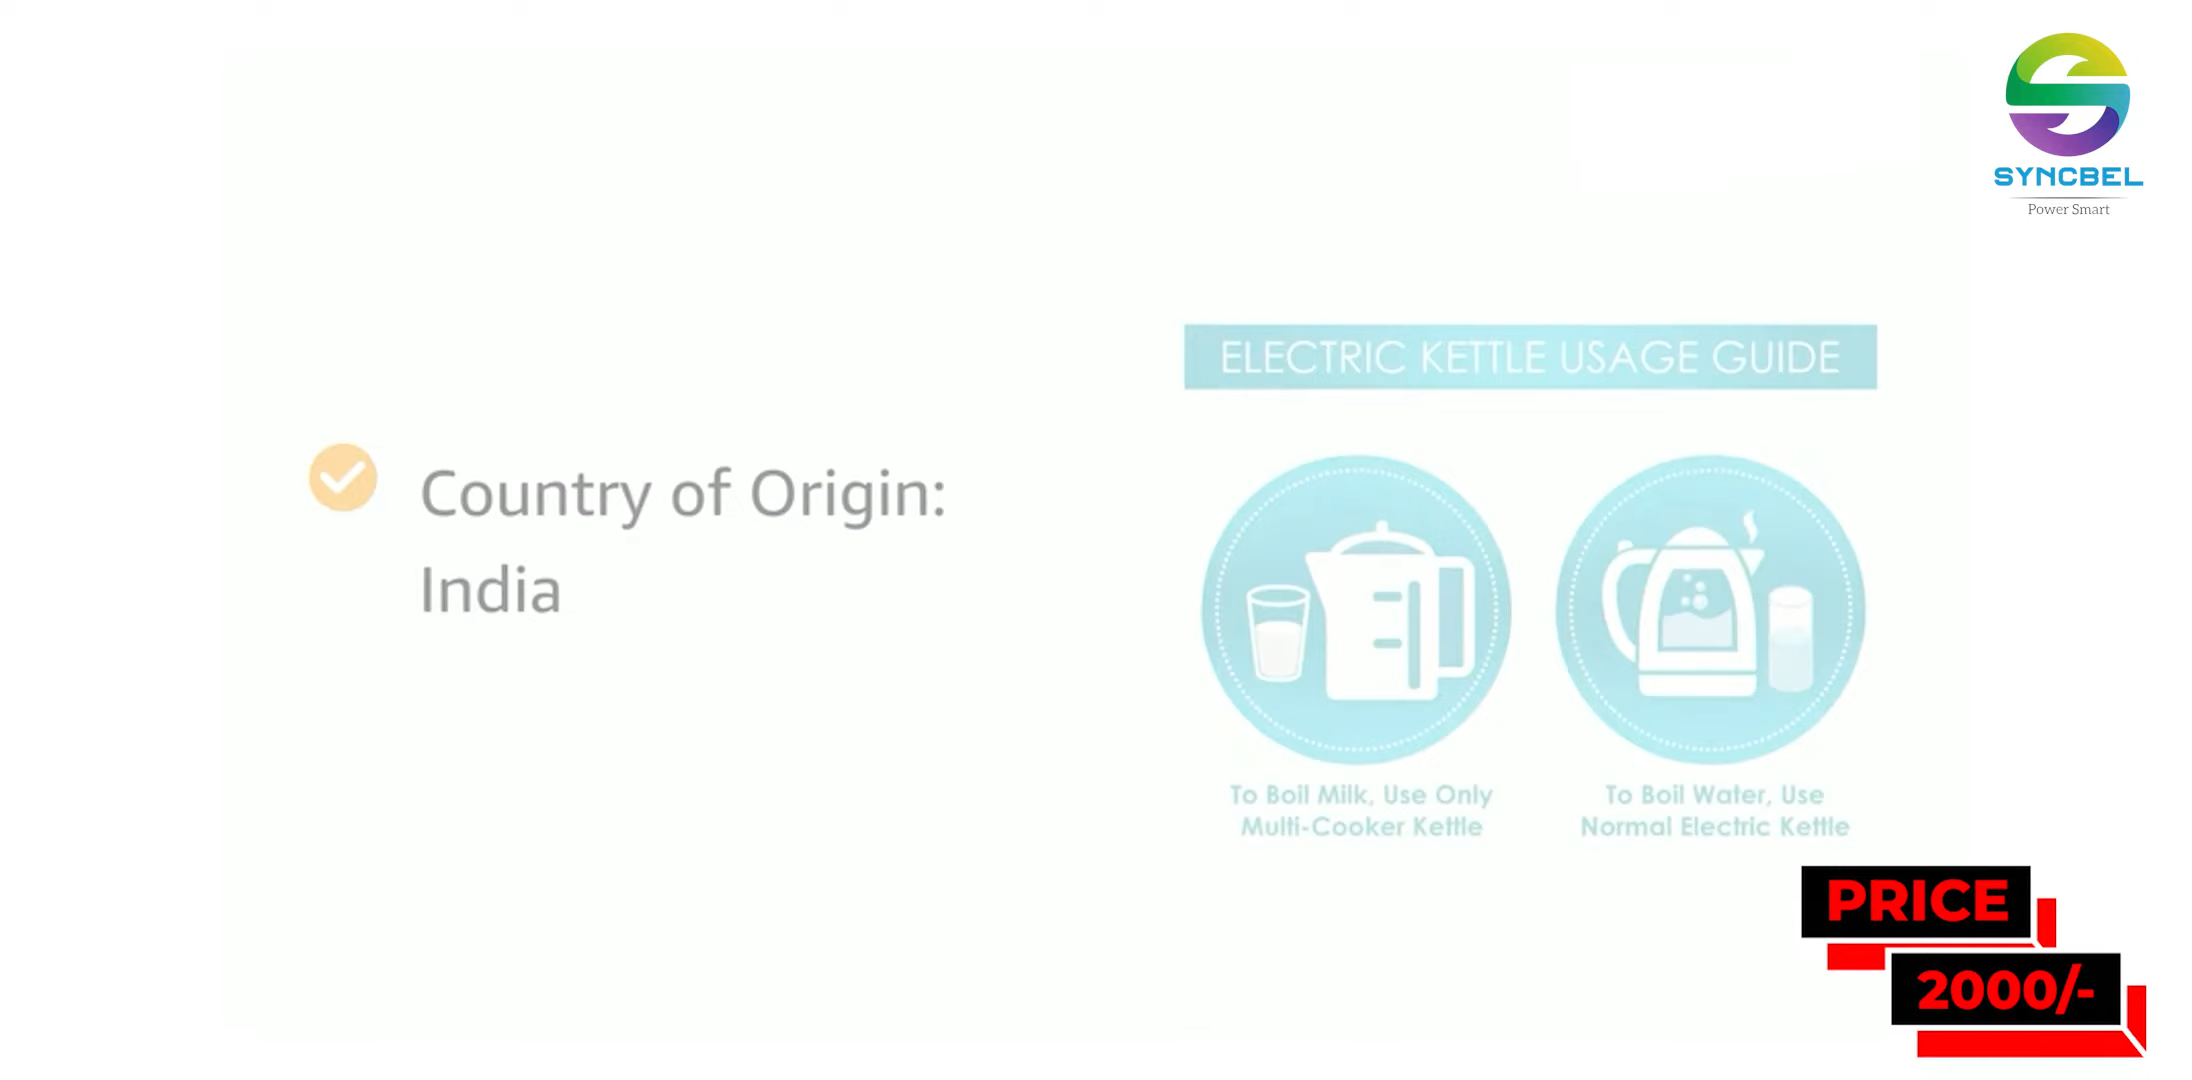 SYNCBEL
Power Smart
Country of Origin:
India
ELECTRIC KETTLE USAGE GUIDE
To Boil Milk, Use Only
Multi-Cooker Kettle
To Boil Water, Use
Normal Electric Kettle
PRICE
2000/-